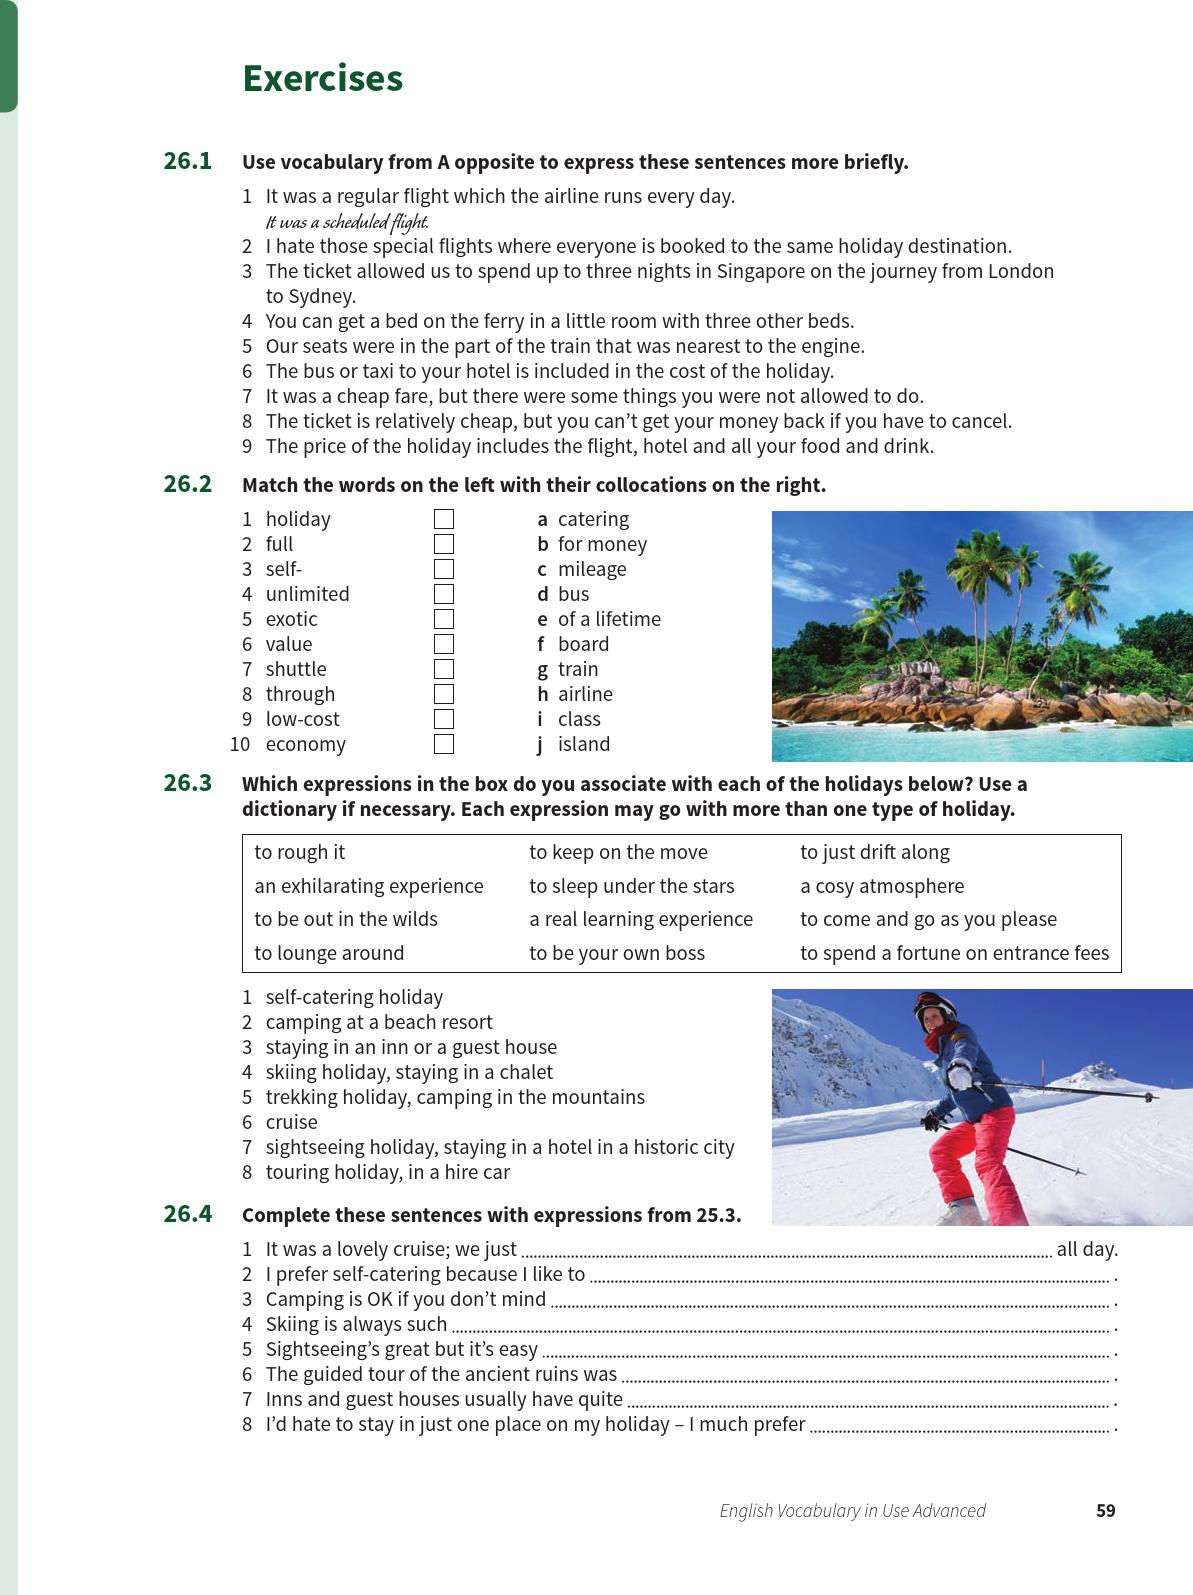 Exercises
26.1 Use vocabulary from A opposite to express these sentences more briefly.
1 It was a regular flight which the airline runs every day.
It was a scheduled flight.
2 I hate those special flights where everyone is booked to the same holiday destination.
3 The ticket allowed us to spend up to three nights in Singapore on the journey from London
to Sydney.
4 You can get a bed on the ferry in a little room with three other beds.
5 Our seats were in the part of the train that was nearest to the engine.
6 The bus or taxi to your hotel is included in the cost of the holiday.
7 It was a cheap fare, but there were some things you were not allowed to do.
8 The ticket is relatively cheap, but you can't get your money back if you have to cancel.
9 The price of the holiday includes the flight, hotel and all your food and drink.
26.2 Match the words on the left with their collocations on the right.
1 holiday a catering
2 full b for money
3 self- c mileage
4 unlimited d bus
5 exotic e of a lifetime
6 value f board
7 shuttle g train
8 through h airline
9 low-cost i class
10 economy j island
26.3 Which expressions in the box do you associate with each of the holidays below? Use a
dictionary if necessary. Each expression may go with more than one type of holiday.
to rough it to keep on the move to just drift along
an exhilarating experience to sleep under the stars a cosy atmosphere
to be out in the wilds a real learning experience to come and go as you please
to lounge around to be your own boss to spend a fortune on entrance fees
1 self-catering holiday
2 camping at a beach resort
3 staying in an inn or a guest house
4 skiing holiday, staying in a chalet
5 trekking holiday, camping in the mountains
6 cruise
7 sightseeing holiday, staying in a hotel in a historic city
8 touring holiday, in a hire car
26.4 Complete these sentences with expressions from 25.3.
1 It was a lovely cruise; we just ........ all day.
2 I prefer self-catering because I like to ........ .
3 Camping is OK if you don't mind ........ .
4 Skiing is always such ........ .
5 Sightseeing's great but it's easy ........ .
6 The guided tour of the ancient ruins was ........ .
7 Inns and guest houses usually have quite ........ .
8 I'd hate to stay in just one place on my holiday – I much prefer ........ .
English Vocabulary in Use Advanced 59